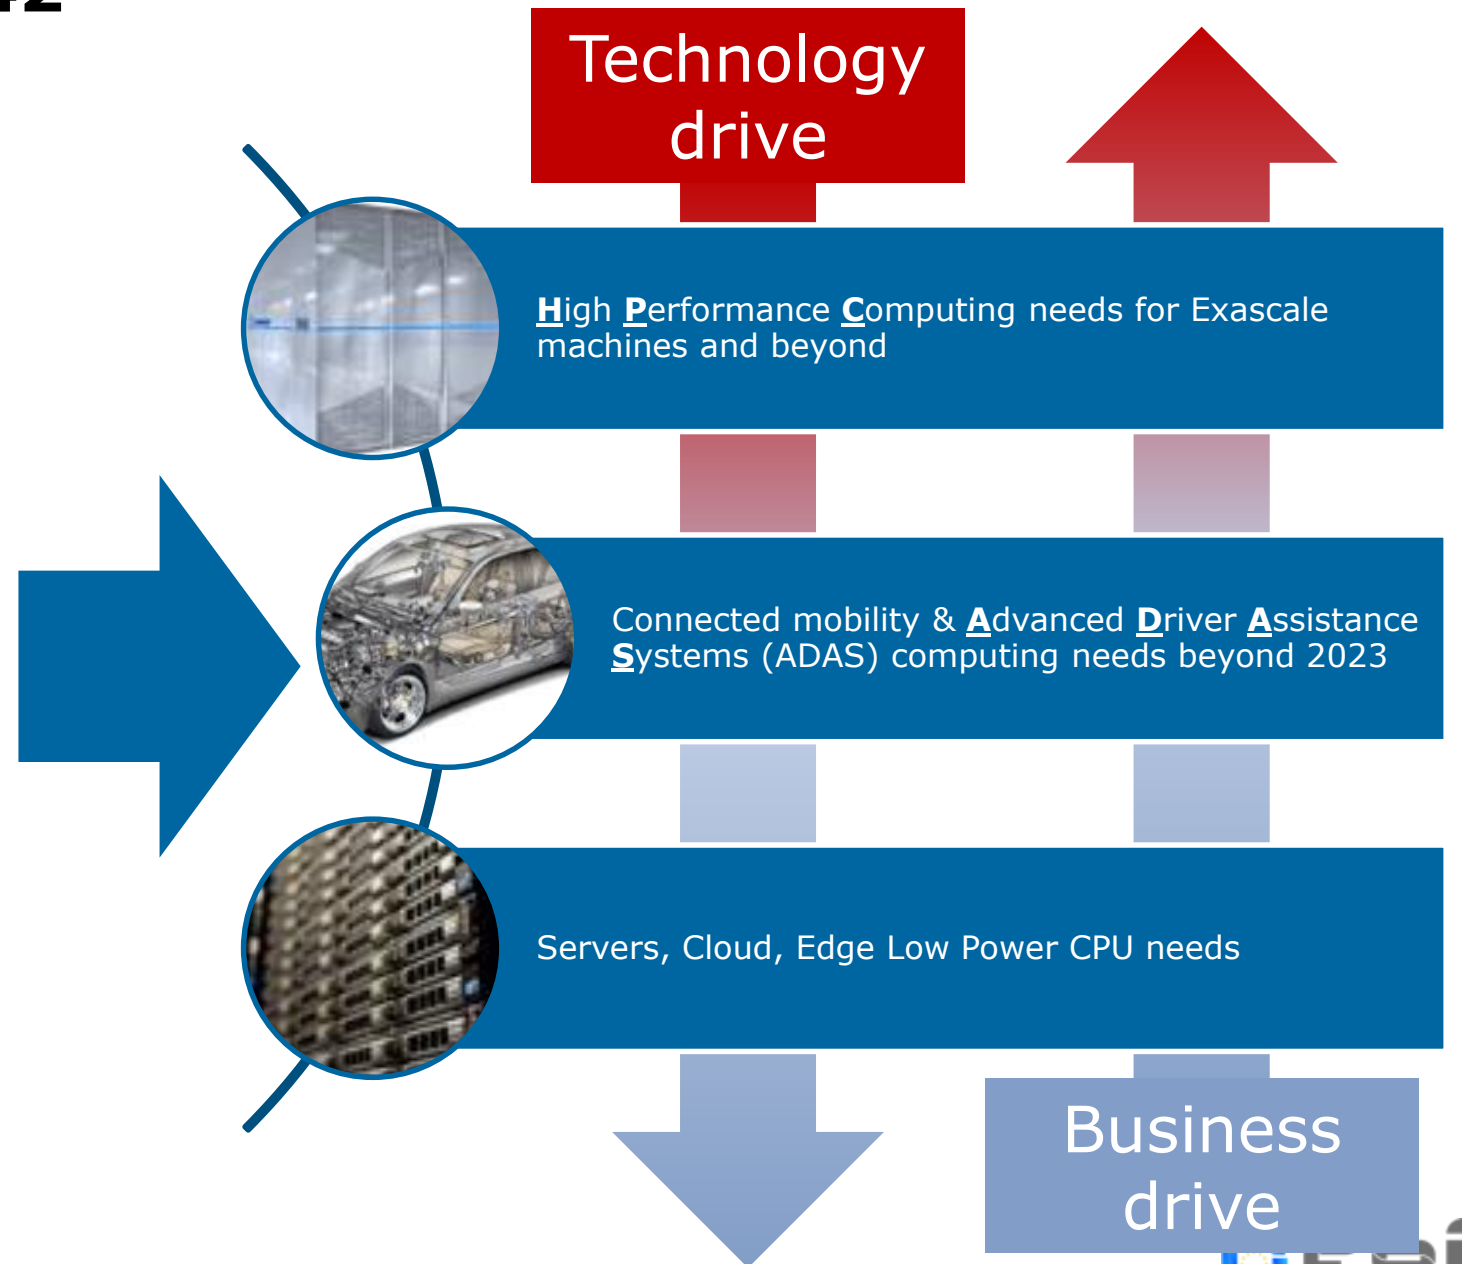 Technology
drive
High Performance Computing needs for Exascale
machines and beyond
Connected mobility & Advanced Driver Assistance
Systems (ADAS) computing needs beyond 2023
Servers, Cloud, Edge Low Power CPU needs
Business
drive